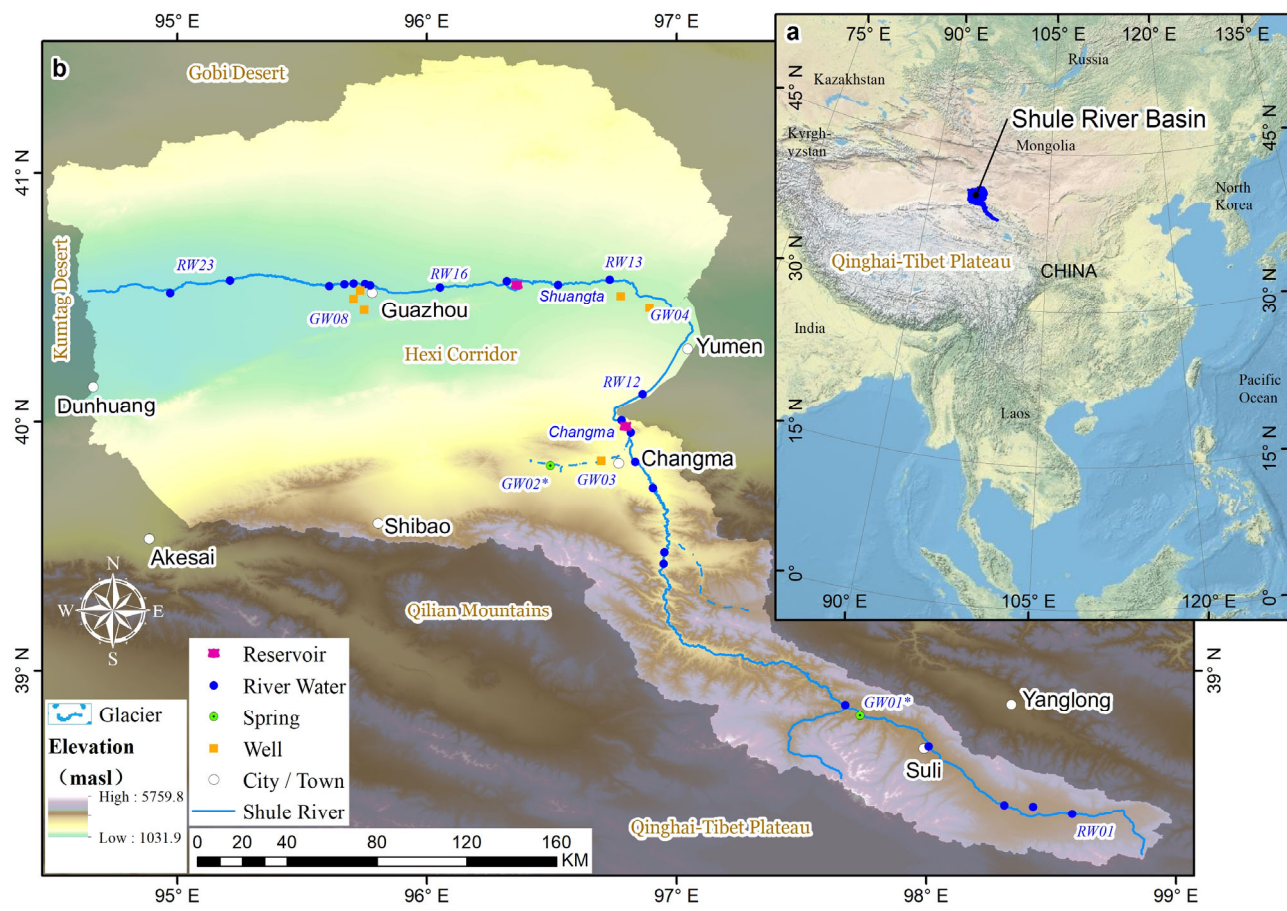 95° E
96° E
97° E
b
Gobi Desert
41° N
Kumtag Desert
RW23
RW16
RW13
Shuangta
GW08
Guazhou
GW04
Hexi Corridor
Yumen
Dunhuang
RW12
40° N
Changma
Changma
GW02*
GW03
Shibao
Akesai
N
W
E
S
Qilian Mountains
39° N
39° N
GW01*
Yanglong
Suli
RW01
Qinghai-Tibet Plateau
Glacier
Elevation
（masl）
High : 5759.8
Low : 1031.9
Reservoir
River Water
Spring
Well
City / Town
Shule River
0
20
40
80
120
160
KM
95° E
96° E
97° E
98° E
99° E
a
75° E
90° E
105° E
120° E
135° E
Kazakhstan
Russia
45° N
45° N
Shule River Basin
Kyrgh-
yzstan
Mongolia
North
Korea
30° N
Qinghai-Tibet Plateau
CHINA
30° N
India
Pacific
Ocean
15° N
Laos
15° N
0°
0°
90° E
105° E
120° E